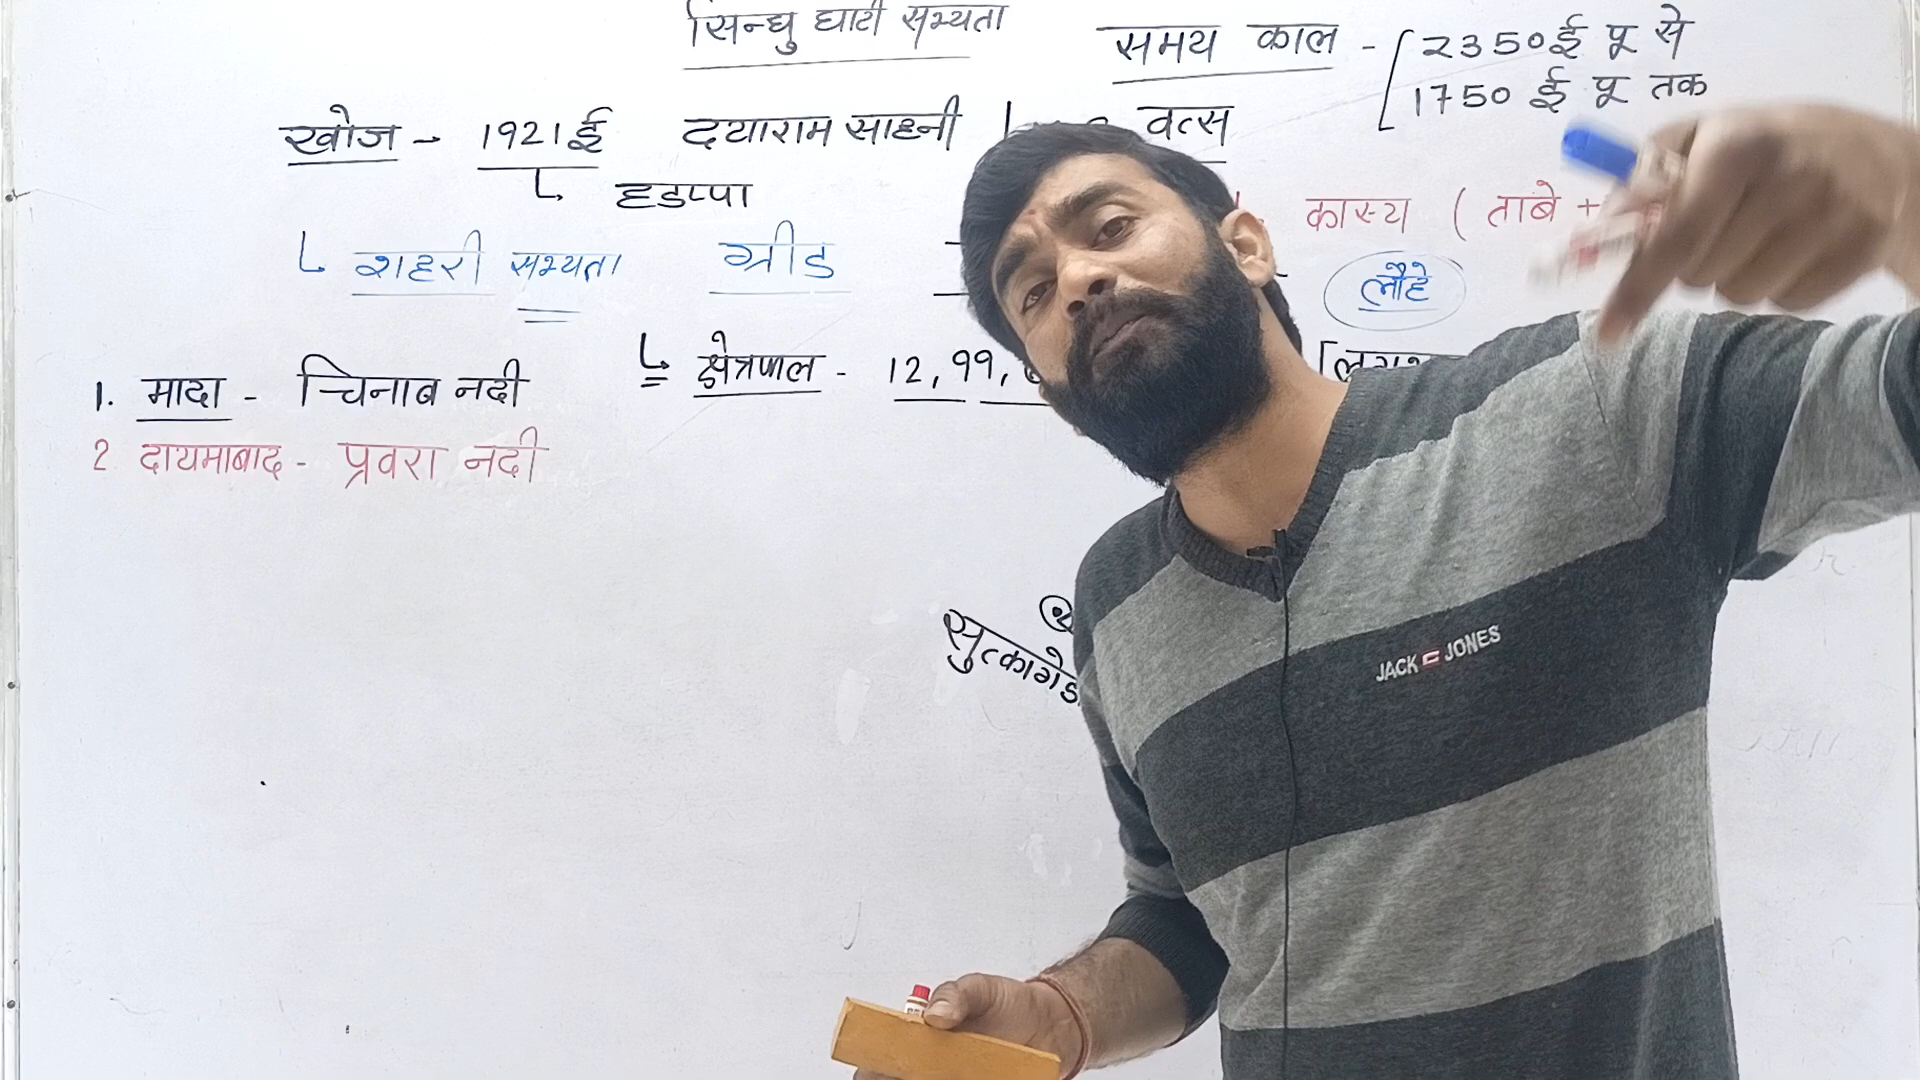 सिन्धु घाटी सभ्यता
समय काल - 2350 ई पू से
1750 ई पू तक
खोज - 1921 ई दयाराम साहनी वत्स
हडप्पा
कास्य ( ताबे +
शहरी सभ्यता ग्रीड
लौहे
क्षेत्रफल - 12,99,
1. मादा - चिनाब नदी
2 दायमाबाद - प्रवरा नदी
सुत्कागेड
JACK JONES